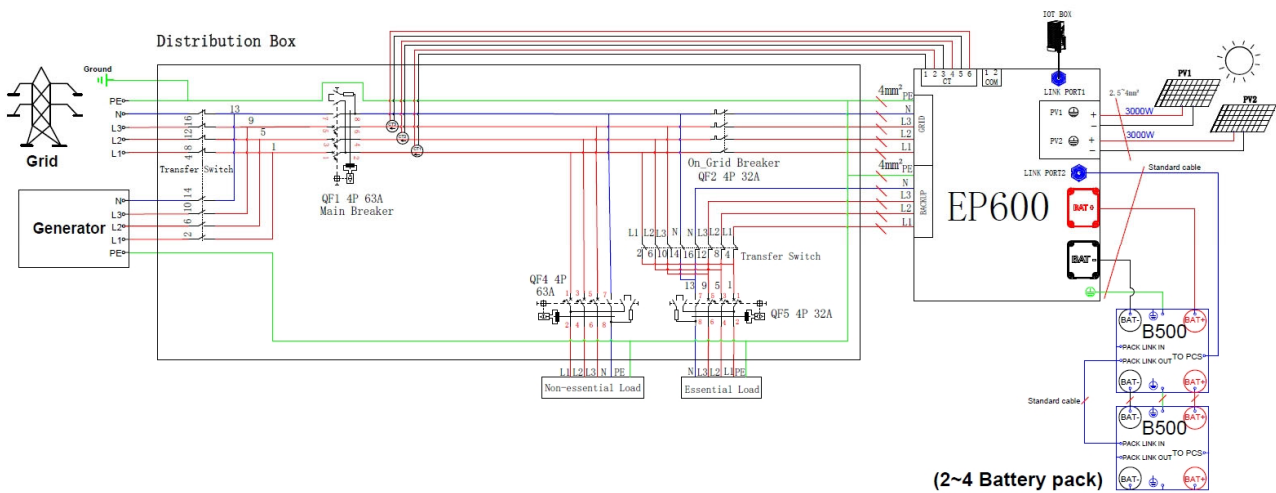 IOT BOX
Distribution Box
1 2 3 4 5 6
CT
1 2
COM
LINK PORT1
PV1
PV2
2.5~4mm²
Ground
PE
N
L3
L2
L1
Grid
16
12
8
4
13
9
5
1
Transfer Switch
QF1 4P 63A
Main Breaker
On_Grid Breaker
QF2 4P 32A
4mm²
PE
N
L3
L2
L1
GRID
4mm²
PE
N
L3
L2
L1
BACKUP
EP600
PV1
+
-
PV2
+
-
3000W
3000W
LINK PORT2
Standard cable
BAT+
BAT-
Generator
N
L3
L2
L1
PE
14
10
6
2
L1 L2 L3 N N L3 L2 L1
2 6 10 14 16 12 8 4
Transfer Switch
13 9 5 1
QF4 4P
63A
1 3 5 7
2 4 6 8
7 5 3 1
8 6 4 2
QF5 4P 32A
L1 L2 L3 N PE
Non-essential Load
N L3 L2 L1 PE
Essential Load
BAT-
BAT+
B500
PACK LINK IN
PACK LINK OUT
TO PCS
BAT-
BAT+
Standard cable
BAT-
BAT+
B500
PACK LINK IN
PACK LINK OUT
TO PCS
BAT-
BAT+
(2~4 Battery pack)